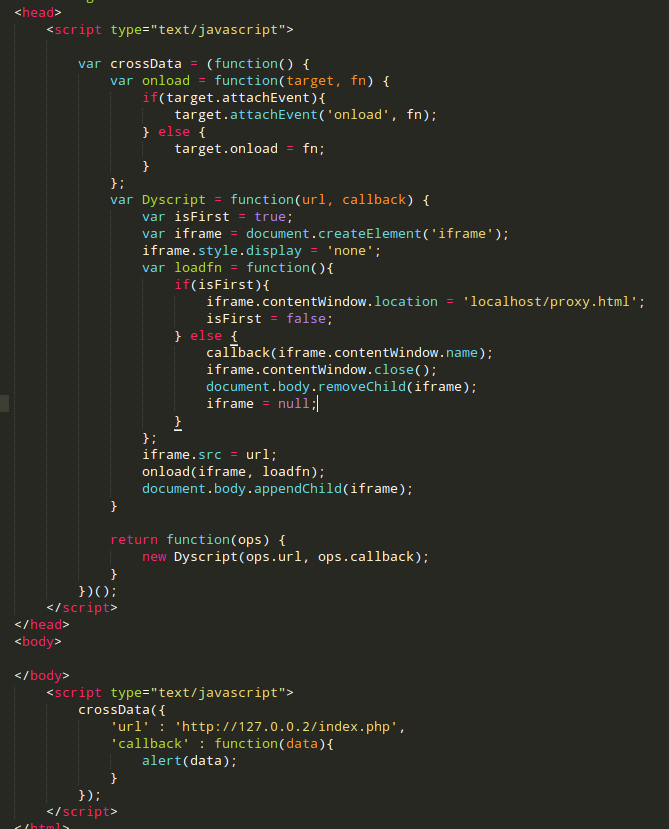 <head>
<script type="text/javascript">
var crossData = (function() {
var onload = function(target, fn) {
if(target.attachEvent){
target.attachEvent('onload', fn);
} else {
target.onload = fn;
}
};
var Dyscript = function(url, callback) {
var isFirst = true;
var iframe = document.createElement('iframe');
iframe.style.display = 'none';
var loadfn = function(){
if(isFirst){
iframe.contentWindow.location = 'localhost/proxy.html';
isFirst = false;
} else {
callback(iframe.contentWindow.name);
iframe.contentWindow.close();
document.body.removeChild(iframe);
iframe = null;
}
};
iframe.src = url;
onload(iframe, loadfn);
document.body.appendChild(iframe);
}
return function(ops) {
new Dyscript(ops.url, ops.callback);
}
})();
</script>
</head>
<body>
</body>
<script type="text/javascript">
crossData({
'url' : 'http://127.0.0.2/index.php',
'callback' : function(data){
alert(data);
}
});
</script>
</html>